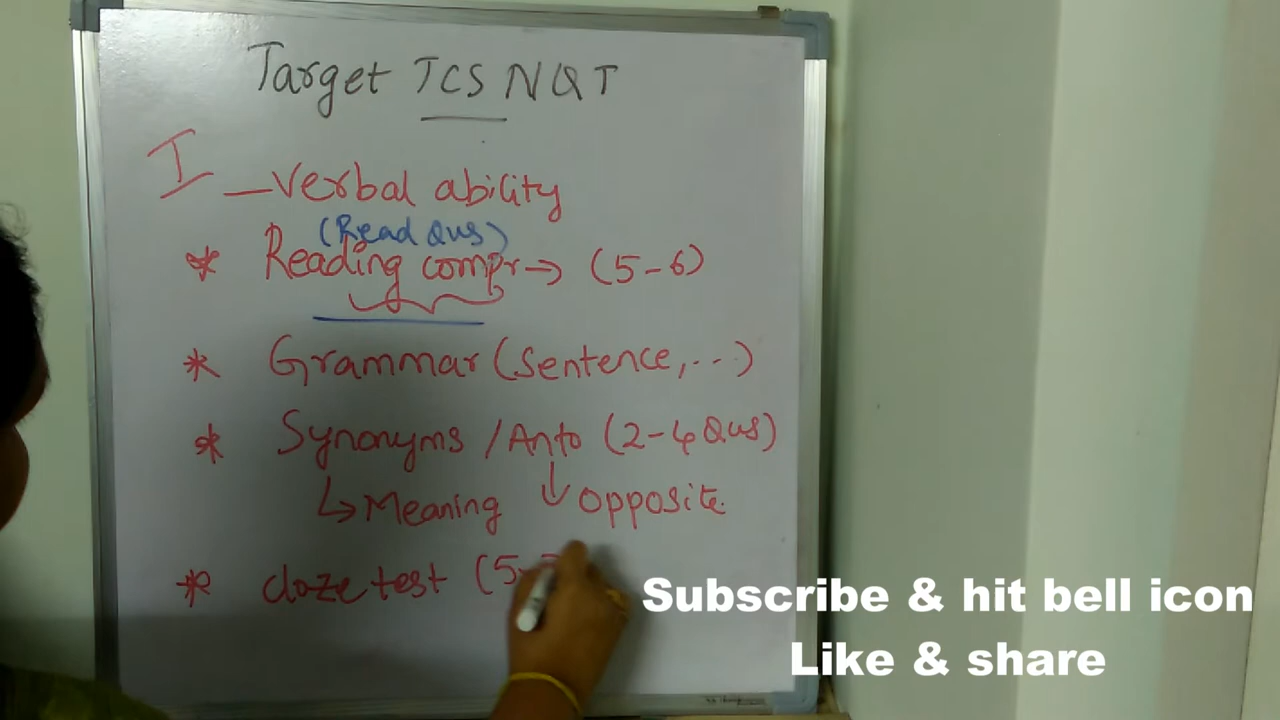 Target TCS NQT
I - Verbal ability
(Read Qus)
* Reading compr → (5-6)
* Grammar (Sentence,...)
* Synonyms / Anto (2-4 Qus)
↳ Meaning ↓ opposite
* cloze test (5-
Subscribe & hit bell icon
Like & share